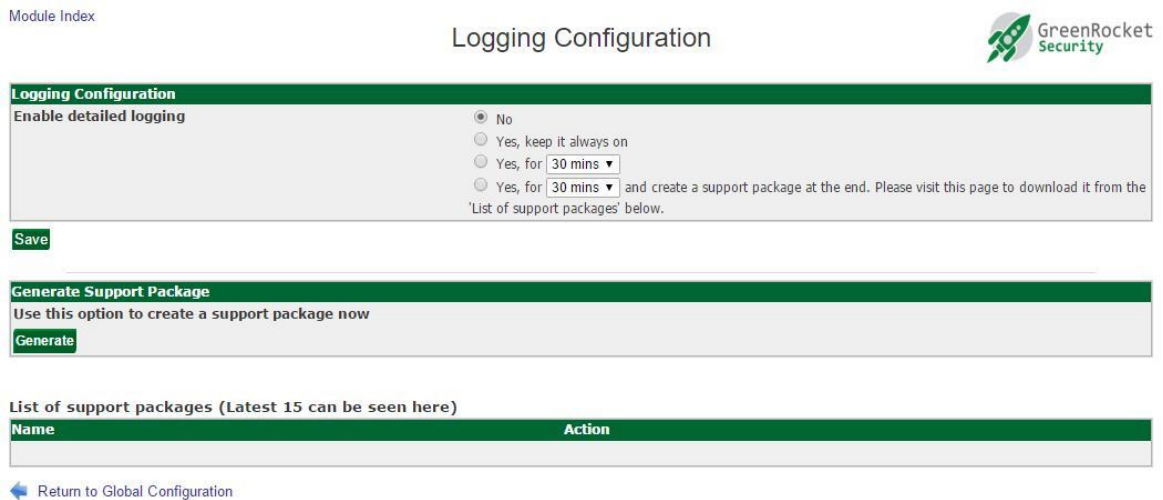 Module Index
Logging Configuration
GreenRocket
Security
Logging Configuration
Enable detailed logging
No
Yes, keep it always on
Yes, for 30 mins ▼
Yes, for 30 mins ▼ and create a support package at the end. Please visit this page to download it from the
'List of support packages' below.
Save
Generate Support Package
Use this option to create a support package now
Generate
List of support packages (Latest 15 can be seen here)
Name Action
Return to Global Configuration